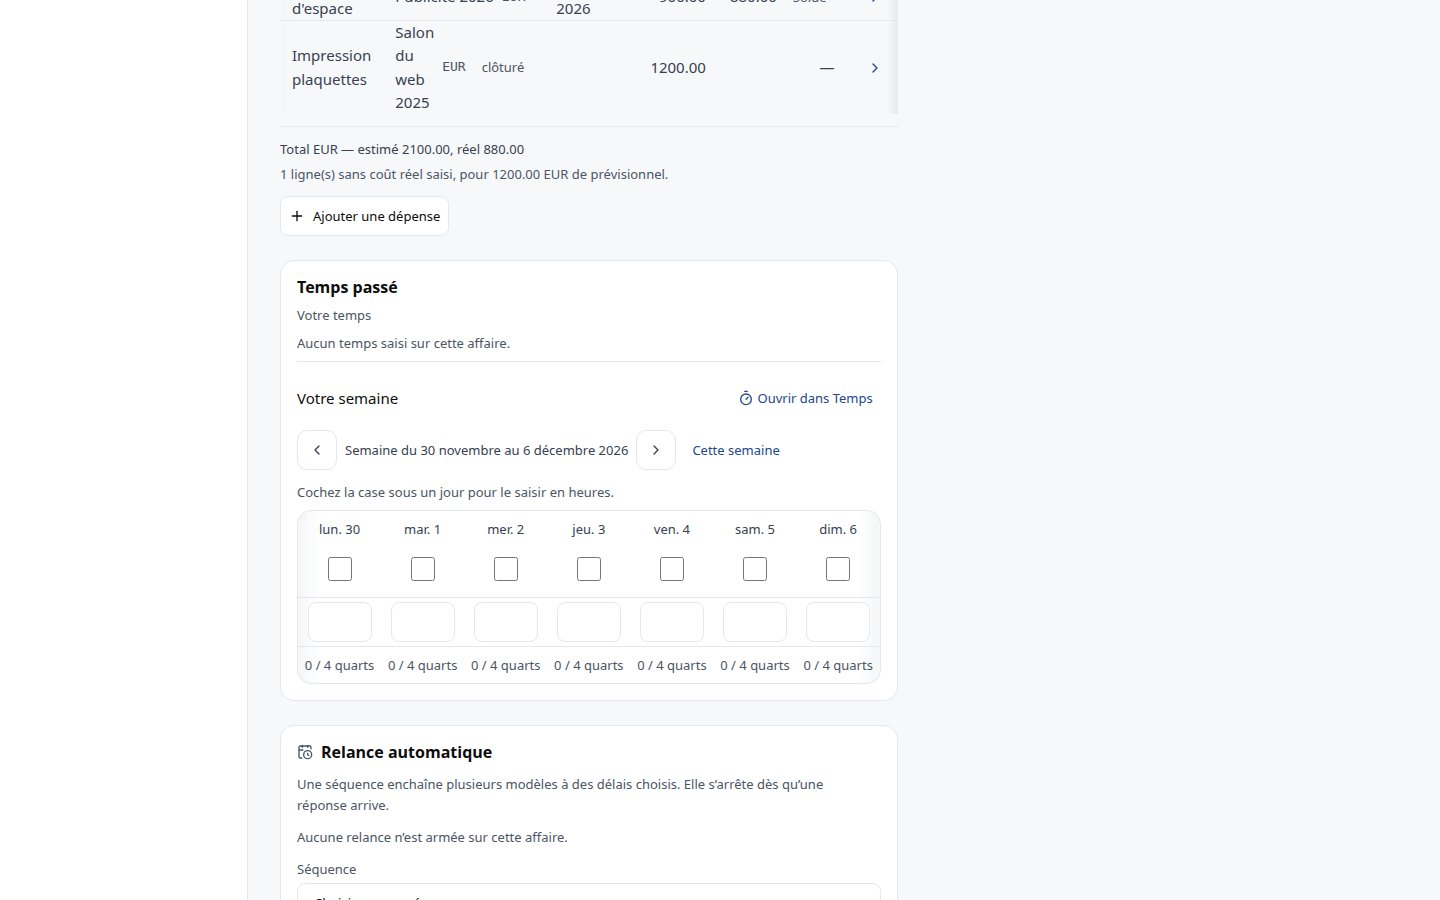 d'espace
2026
Impression
plaquettes
Salon
du
web
2025
EUR
clôturé
1200.00
—
Total EUR — estimé 2100.00, réel 880.00
1 ligne(s) sans coût réel saisi, pour 1200.00 EUR de prévisionnel.
Ajouter une dépense
Temps passé
Votre temps
Aucun temps saisi sur cette affaire.
Votre semaine
Ouvrir dans Temps
Semaine du 30 novembre au 6 décembre 2026
Cette semaine
Cochez la case sous un jour pour le saisir en heures.
lun. 30 mar. 1 mer. 2 jeu. 3 ven. 4 sam. 5 dim. 6
0 / 4 quarts 0 / 4 quarts 0 / 4 quarts 0 / 4 quarts 0 / 4 quarts 0 / 4 quarts 0 / 4 quarts
Relance automatique
Une séquence enchaîne plusieurs modèles à des délais choisis. Elle s’arrête dès qu’une
réponse arrive.
Aucune relance n’est armée sur cette affaire.
Séquence